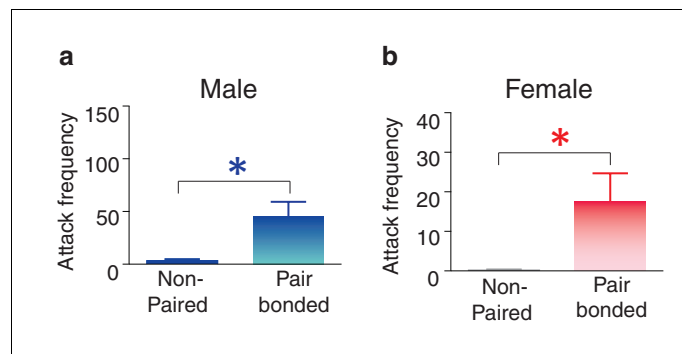 a
Male
Attack frequency
150
100
50
0
*
Non-
Paired
Pair
bonded
b
Female
Attack frequency
40
30
20
10
0
*
Non-
Paired
Pair
bonded